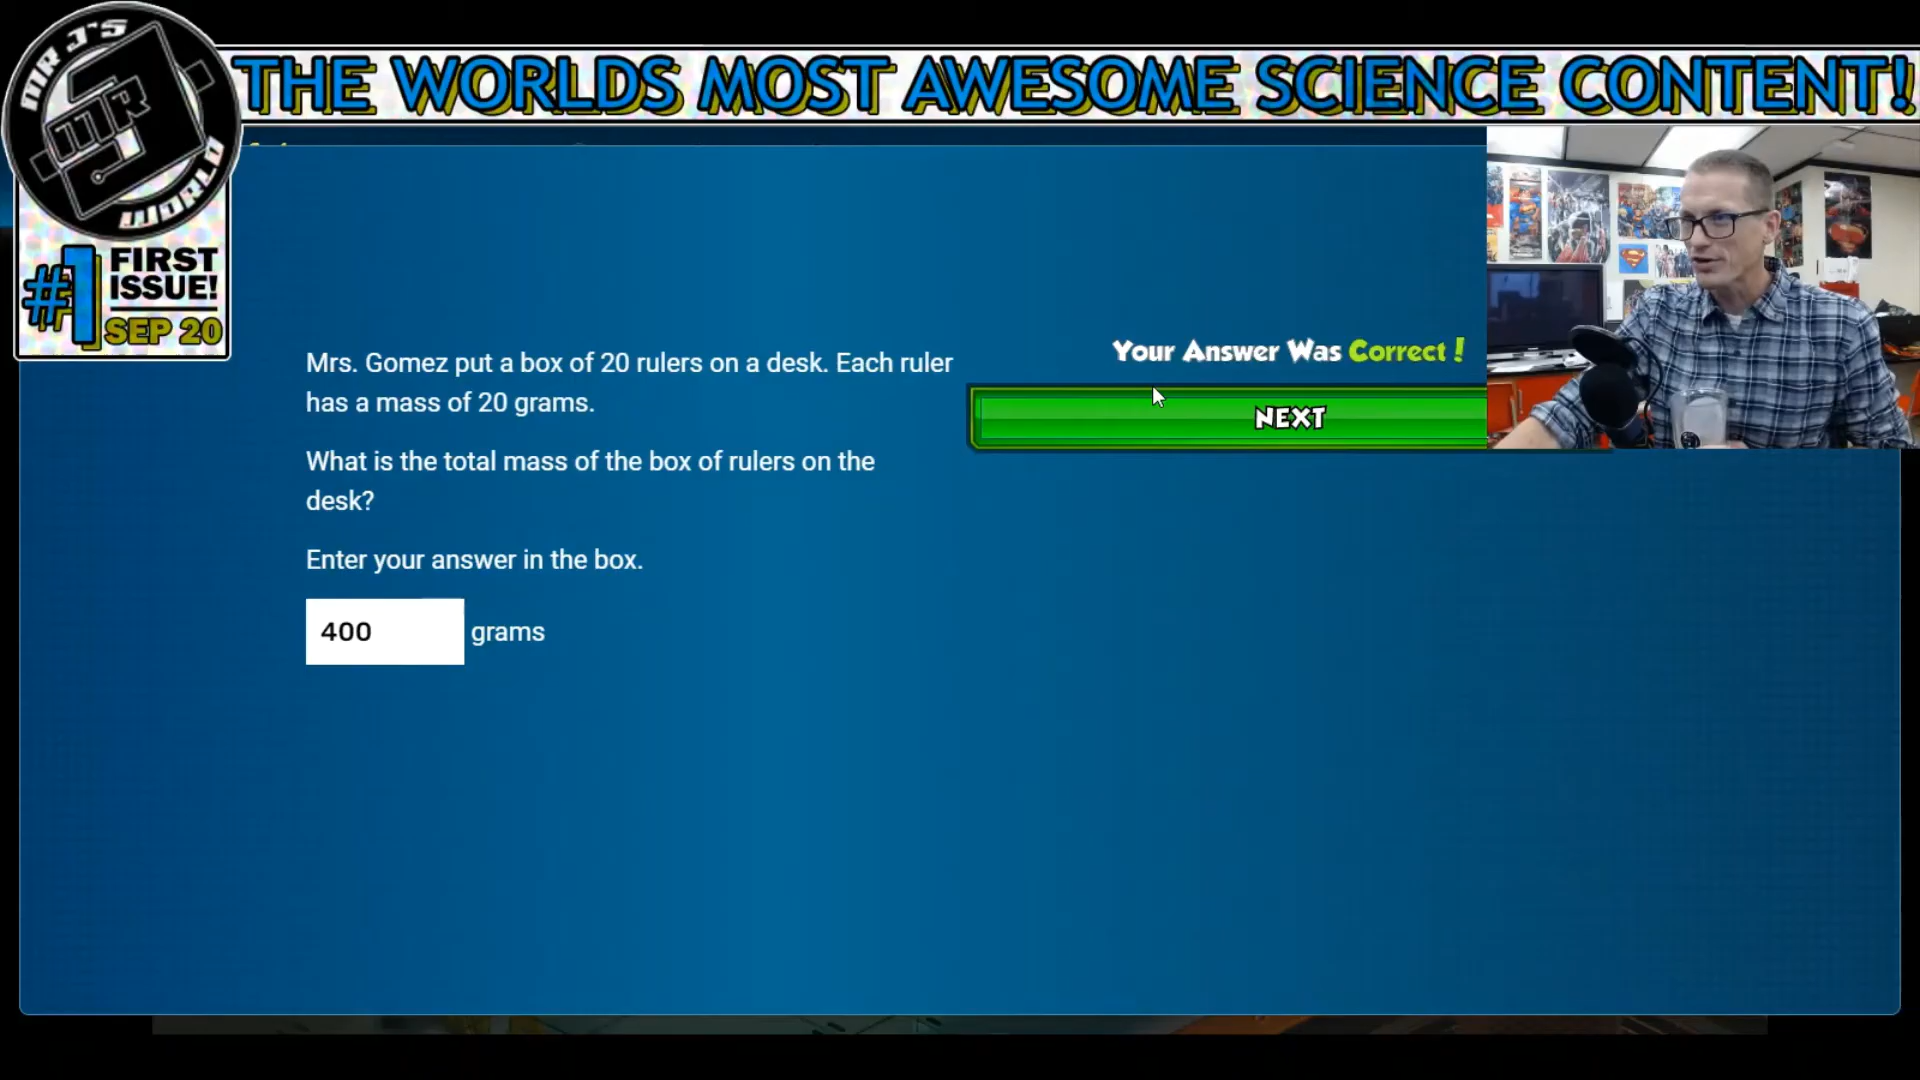 MR J'S
MR J
WORLD
THE WORLDS MOST AWESOME SCIENCE CONTENT!
#1 FIRST
ISSUE!
SEP 20
Mrs. Gomez put a box of 20 rulers on a desk. Each ruler
has a mass of 20 grams.
What is the total mass of the box of rulers on the
desk?
Enter your answer in the box.
400 grams
Your Answer Was Correct!
NEXT